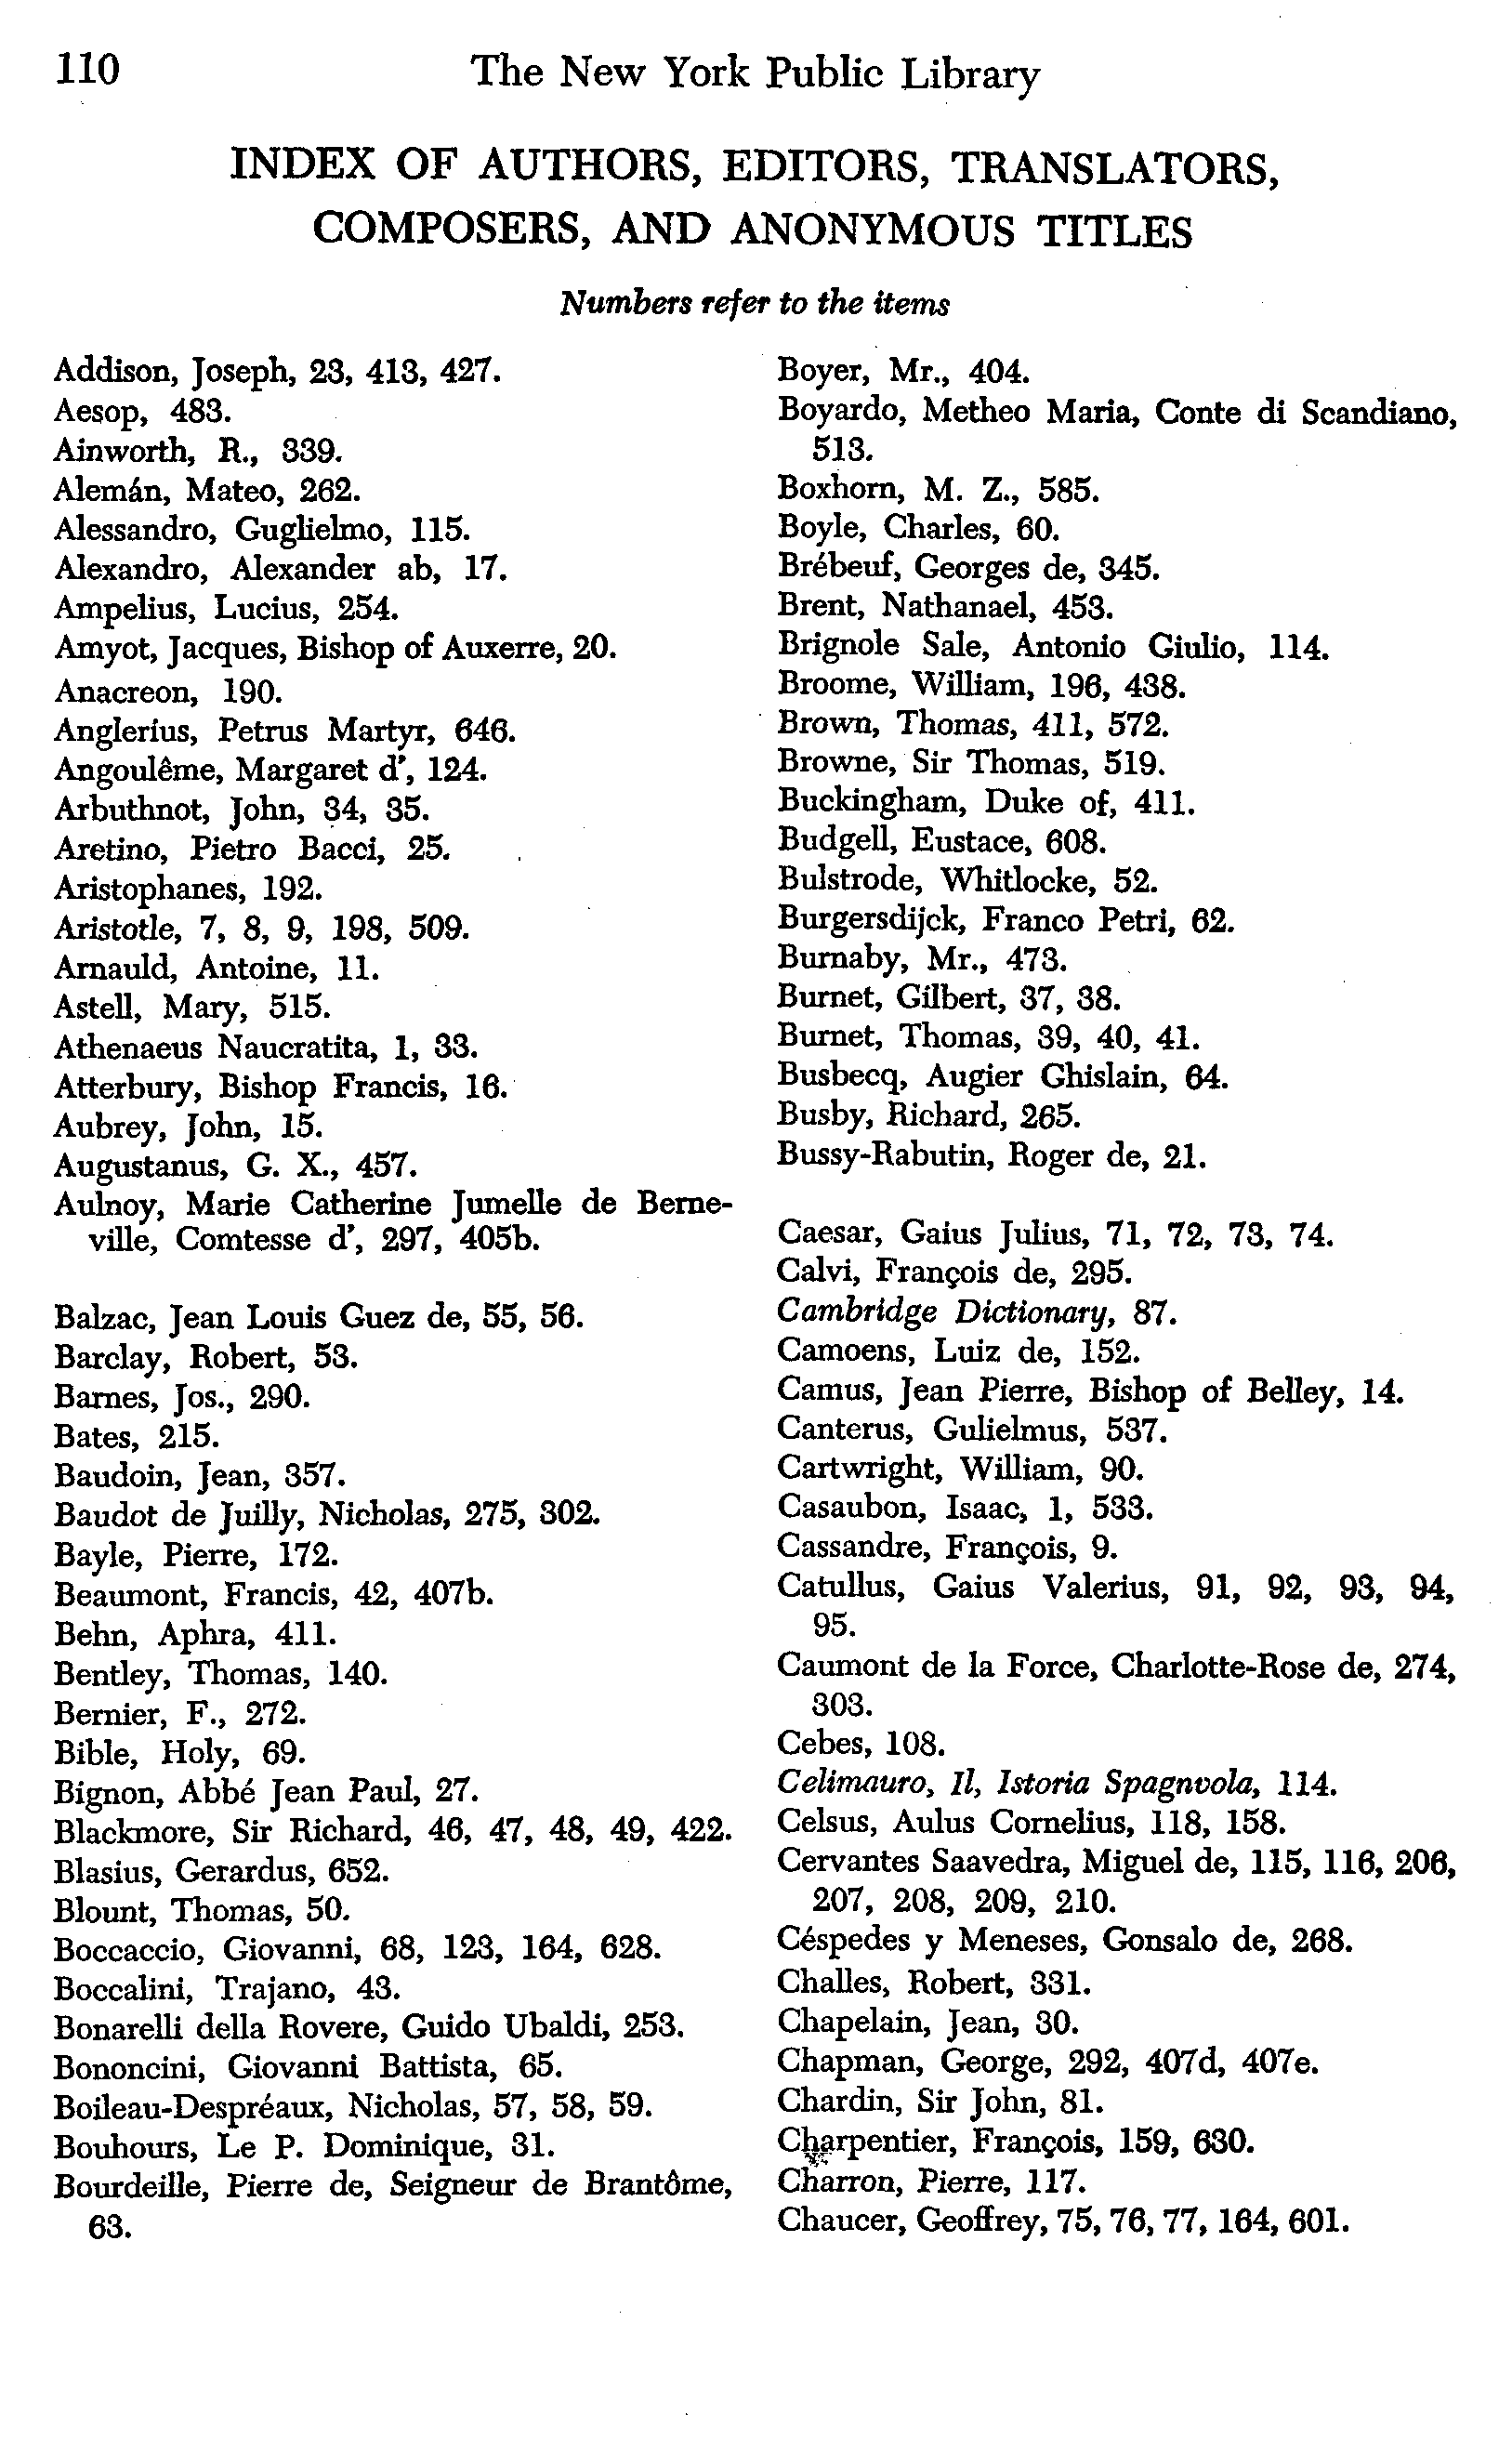 110
The New York Public Library
INDEX OF AUTHORS, EDITORS, TRANSLATORS,
COMPOSERS, AND ANONYMOUS TITLES
Numbers refer to the items
Addison, Joseph, 23, 413, 427.
Aesop, 483.
Ainworth, R., 339.
Alemán, Mateo, 262.
Alessandro, Guglielmo, 115.
Alexandro, Alexander ab, 17.
Ampelius, Lucius, 254.
Amyot, Jacques, Bishop of Auxerre, 20.
Anacreon, 190.
Anglerius, Petrus Martyr, 646.
Angoulême, Margaret d', 124.
Arbuthnot, John, 34, 35.
Aretino, Pietro Bacci, 25.
Aristophanes, 192.
Aristotle, 7, 8, 9, 198, 509.
Arnauld, Antoine, 11.
Astell, Mary, 515.
Athenaeus Naucratita, 1, 33.
Atterbury, Bishop Francis, 16.
Aubrey, John, 15.
Augustanus, G. X., 457.
Aulnoy, Marie Catherine Jumelle de Berne-
ville, Comtesse d', 297, 405b.
Balzac, Jean Louis Guez de, 55, 56.
Barclay, Robert, 53.
Barnes, Jos., 290.
Bates, 215.
Baudoin, Jean, 357.
Baudot de Juilly, Nicholas, 275, 302.
Bayle, Pierre, 172.
Beaumont, Francis, 42, 407b.
Behn, Aphra, 411.
Bentley, Thomas, 140.
Bernier, F., 272.
Bible, Holy, 69.
Bignon, Abbé Jean Paul, 27.
Blackmore, Sir Richard, 46, 47, 48, 49, 422.
Blasius, Gerardus, 652.
Blount, Thomas, 50.
Boccaccio, Giovanni, 68, 123, 164, 628.
Boccalini, Trajano, 43.
Bonarelli della Rovere, Guido Ubaldi, 253.
Bononcini, Giovanni Battista, 65.
Boileau-Despréaux, Nicholas, 57, 58, 59.
Bouhours, Le P. Dominique, 31.
Bourdeille, Pierre de, Seigneur de Brantôme,
63.
Boyer, Mr., 404.
Boyardo, Metheo Maria, Conte di Scandiano,
513.
Boxhorn, M. Z., 585.
Boyle, Charles, 60.
Brébeuf, Georges de, 345.
Brent, Nathanael, 453.
Brignole Sale, Antonio Giulio, 114.
Broome, William, 196, 438.
Brown, Thomas, 411, 572.
Browne, Sir Thomas, 519.
Buckingham, Duke of, 411.
Budgell, Eustace, 608.
Bulstrode, Whitlocke, 52.
Burgersdijck, Franco Petri, 62.
Burnaby, Mr., 473.
Burnet, Gilbert, 37, 38.
Burnet, Thomas, 39, 40, 41.
Busbecq, Augier Ghislain, 64.
Busby, Richard, 265.
Bussy-Rabutin, Roger de, 21.
Caesar, Gaius Julius, 71, 72, 73, 74.
Calvi, François de, 295.
Cambridge Dictionary, 87.
Camoens, Luiz de, 152.
Camus, Jean Pierre, Bishop of Belley, 14.
Canterus, Gulielmus, 537.
Cartwright, William, 90.
Casaubon, Isaac, 1, 533.
Cassandre, François, 9.
Catullus, Gaius Valerius, 91, 92, 93, 94,
95.
Caumont de la Force, Charlotte-Rose de, 274,
303.
Cebes, 108.
Celimauro, Il, Istoria Spagnvola, 114.
Celsus, Aulus Cornelius, 118, 158.
Cervantes Saavedra, Miguel de, 115, 116, 206,
207, 208, 209, 210.
Céspedes y Meneses, Gonsalo de, 268.
Challes, Robert, 331.
Chapelain, Jean, 30.
Chapman, George, 292, 407d, 407e.
Chardin, Sir John, 81.
Charpentier, François, 159, 630.
Charron, Pierre, 117.
Chaucer, Geoffrey, 75, 76, 77, 164, 601.